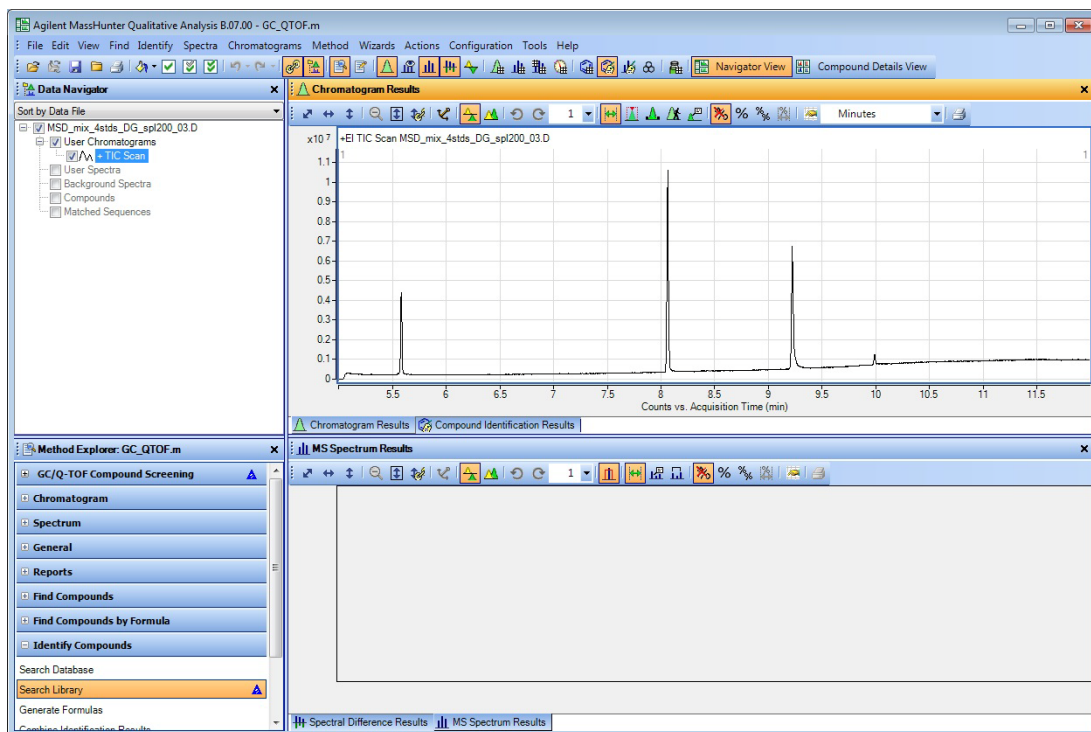 Agilent MassHunter Qualitative Analysis B.07.00 - GC_QTOF.m
File Edit View Find Identify Spectra Chromatograms Method Wizards Actions Configuration Tools Help
Navigator View Compound Details View
Data Navigator
Sort by Data File
MSD_mix_4stds_DG_spl200_03.D
User Chromatograms
+ TIC Scan
User Spectra
Background Spectra
Compounds
Matched Sequences
Chromatogram Results
1 Minutes
x10 7 +EI TIC Scan MSD_mix_4stds_DG_spl200_03.D
1 1
1.1
1
0.9
0.8
0.7
0.6
0.5
0.4
0.3
0.2
0.1
0
5.5 6 6.5 7 7.5 8 8.5 9 9.5 10 10.5 11 11.5
Counts vs. Acquisition Time (min)
Chromatogram Results Compound Identification Results
Method Explorer: GC_QTOF.m
GC/Q-TOF Compound Screening
Chromatogram
Spectrum
General
Reports
Find Compounds
Find Compounds by Formula
Identify Compounds
Search Database
Search Library
Generate Formulas
Combine Identification Results
MS Spectrum Results
1
Spectral Difference Results MS Spectrum Results